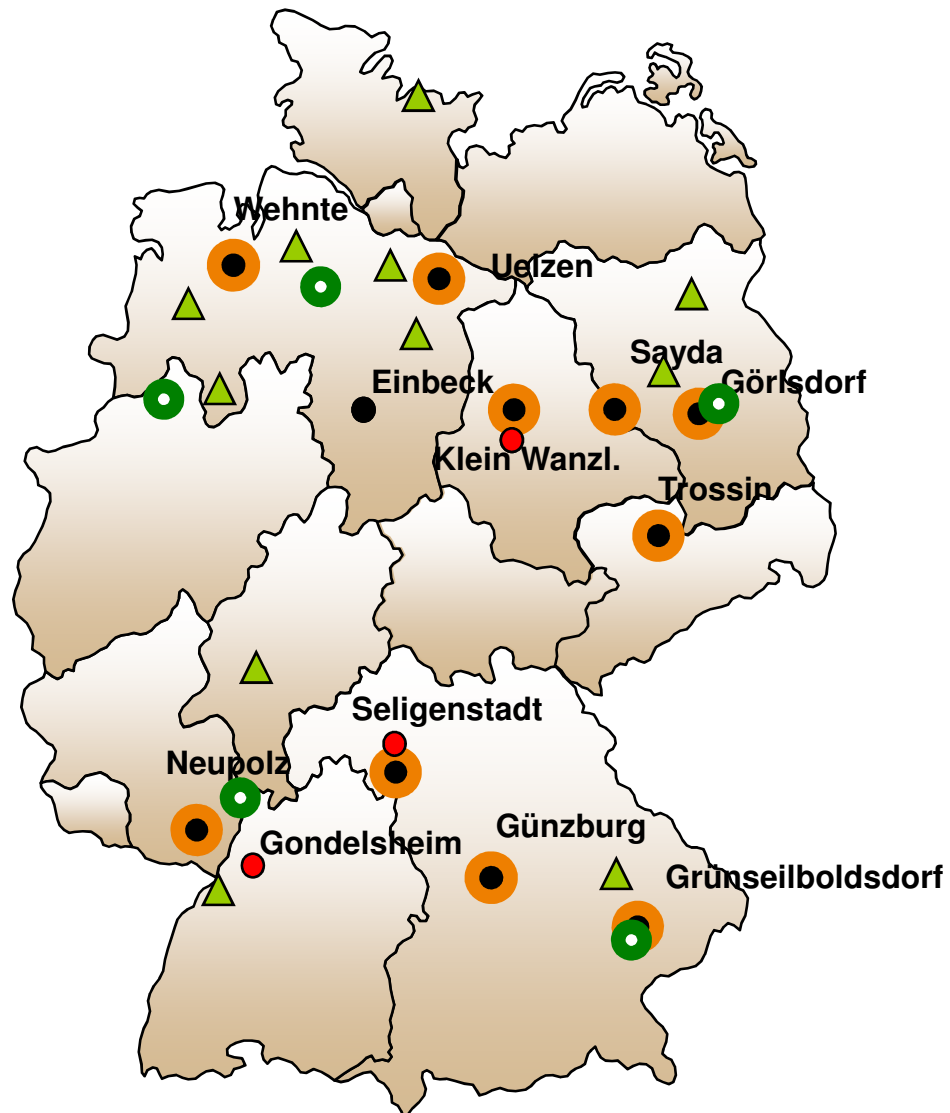 Wehnte
Uelzen
Sayda
Einbeck
Görlsdorf
Klein Wanzl.
Trossin
Seligenstadt
Neupolz
Günzburg
Gondelsheim
Grünseilboldsdorf